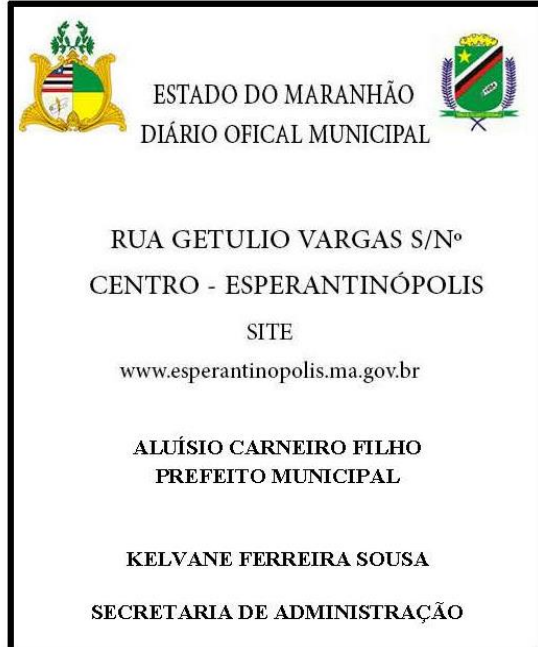 ESTADO DO MARANHÃO
DIÁRIO OFICAL MUNICIPAL
RUA GETULIO VARGAS S/Nº
CENTRO - ESPERANTINÓPOLIS
SITE
www.esperantinopolis.ma.gov.br
ALUÍSIO CARNEIRO FILHO
PREFEITO MUNICIPAL
KELVANE FERREIRA SOUSA
SECRETARIA DE ADMINISTRAÇÃO